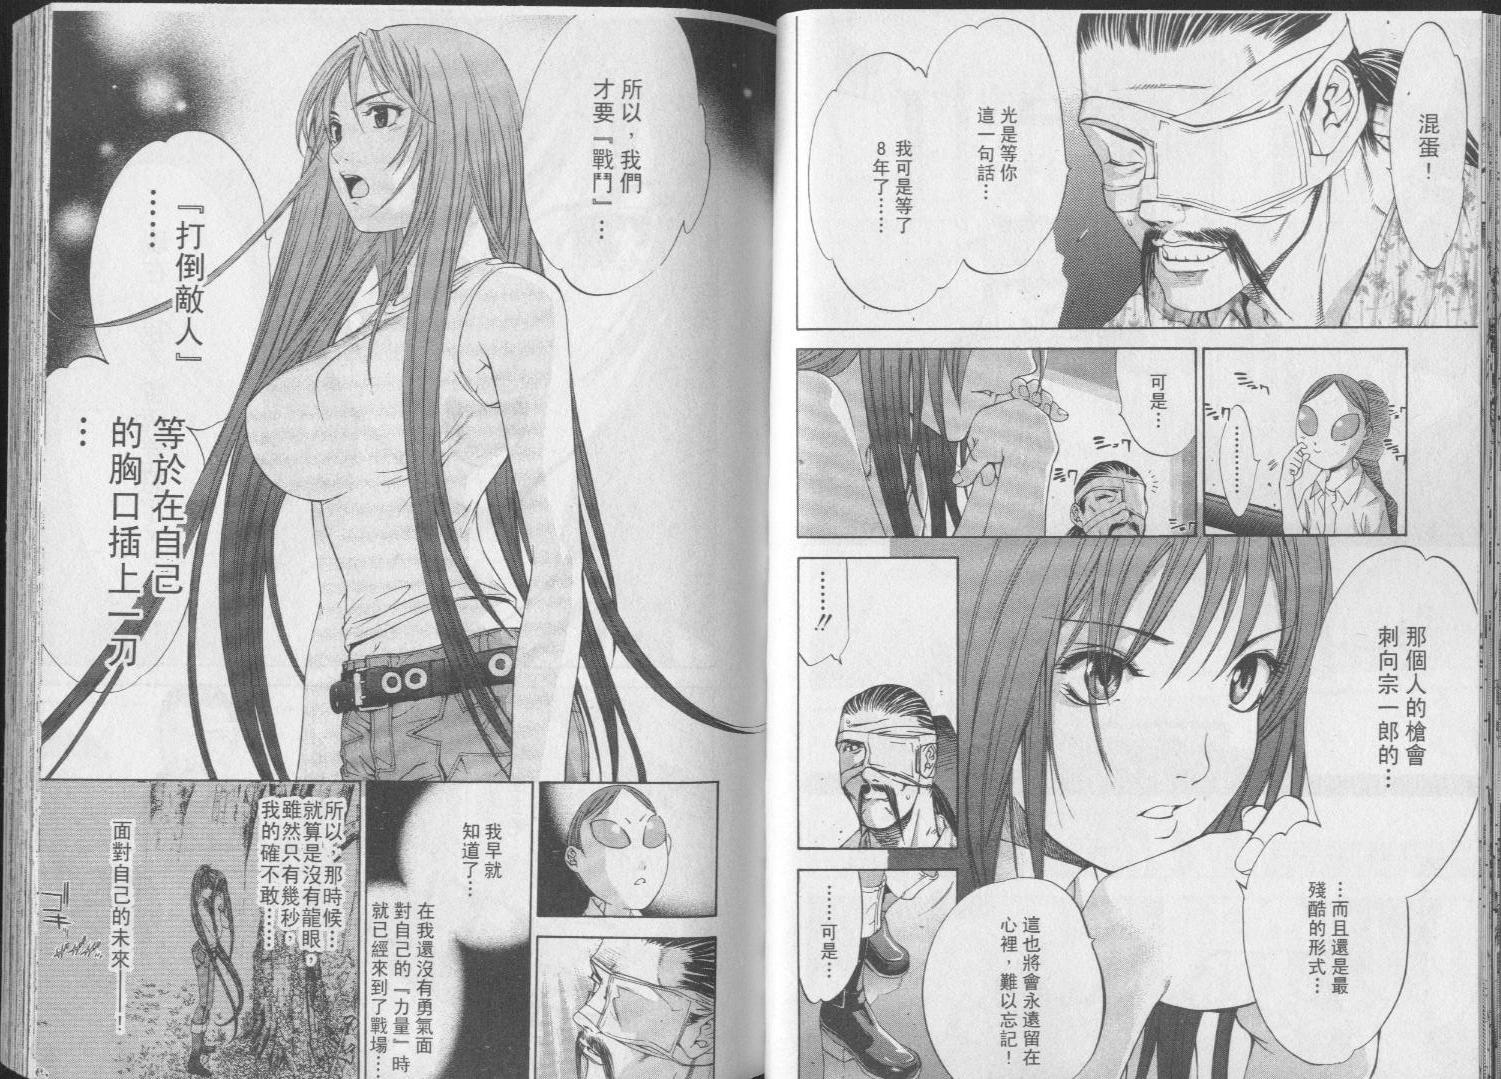 混蛋！
光是等你
這一句話…
我可是等了
8年了……
………
可是…
那個人的槍會
刺向宗一郎的…
…而且還是最
殘酷的形式…
……!!
這也將會永遠留在
心裡，難以忘記！
……可是…
所以，我們
才要『戰鬥』…
『打倒敵人』
……
等於在自己
的胸口插上一刀
…
我早就
知道了…
在我還沒有勇氣面
對自己的『力量』時
就已經來到了戰場……
所以，那時候…
就算是沒有龍眼，
雖然只有幾秒，
我的確不敢……
面對自己的未來——！